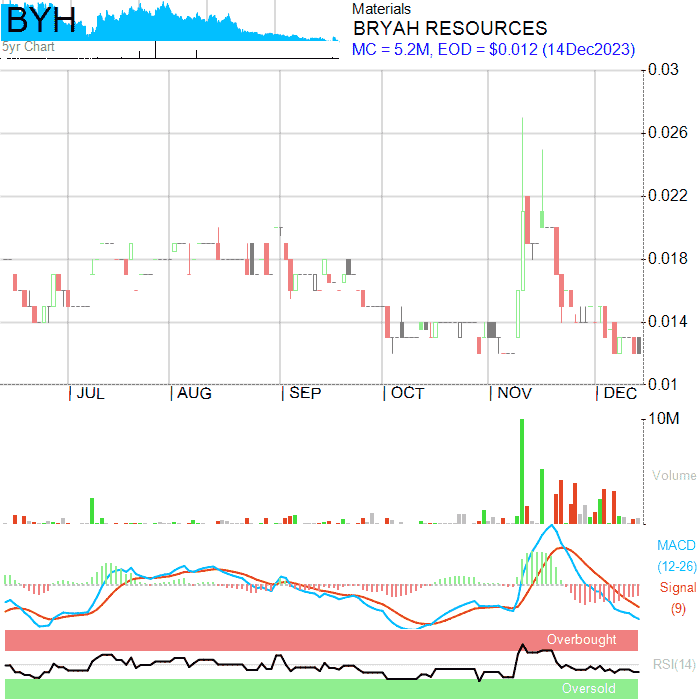 BYH
5yr Chart
Materials
BRYAH RESOURCES
MC = 5.2M, EOD = $0.012 (14Dec2023)
0.03
0.026
0.022
0.018
0.014
0.01
| JUL | AUG | SEP | OCT | NOV | DEC
10M
Volume
MACD
(12-26)
Signal
(9)
Overbought
RSI(14)
Oversold